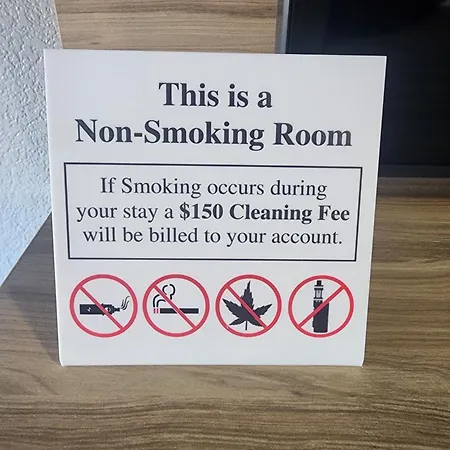 This is a
Non-Smoking Room
If Smoking occurs during
your stay a $150 Cleaning Fee
will be billed to your account.